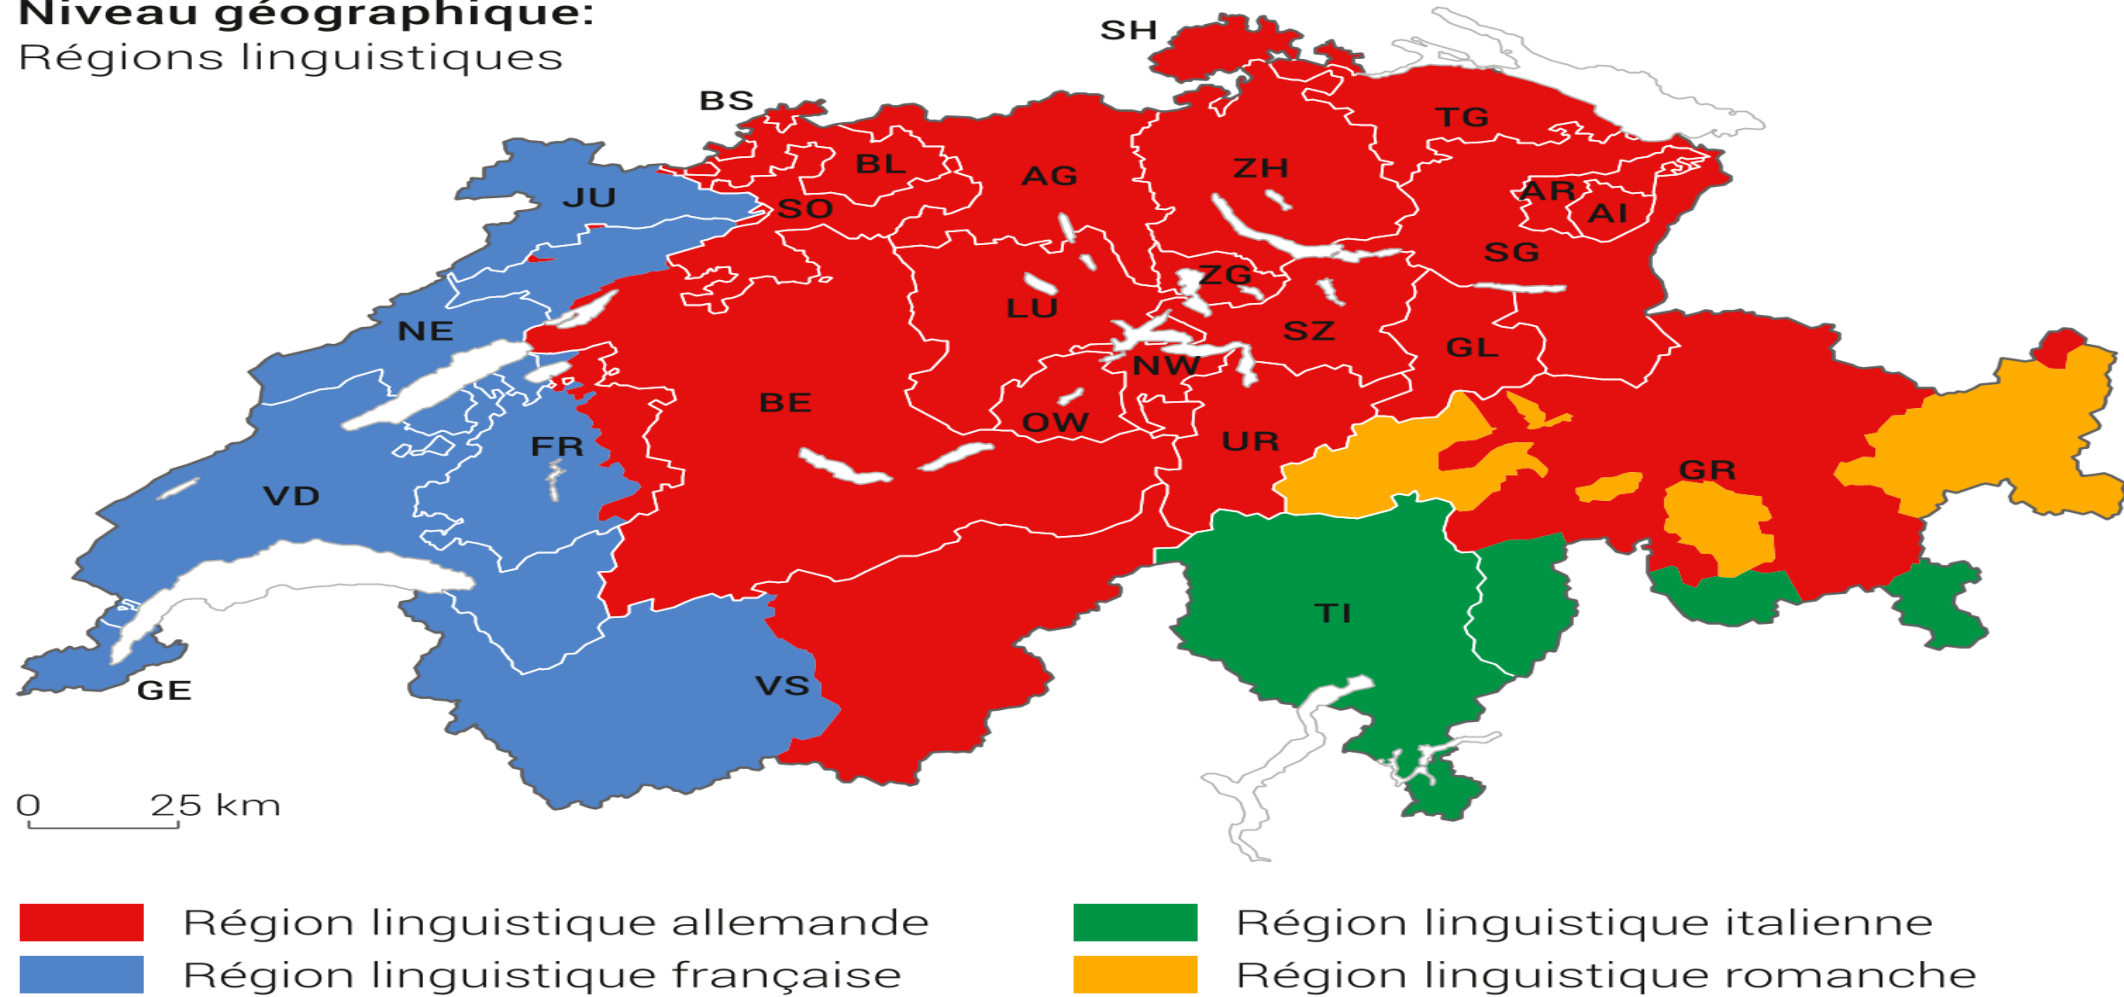 Niveau géographique:
Régions linguistiques
SH
BS
TG
BL
AG
ZH
JU
SO
AR
AI
SG
ZG
LU
NE
SZ
GL
NW
BE
OW
FR
UR
GR
VD
TI
VS
GE
0 25 km
Région linguistique allemande
Région linguistique italienne
Région linguistique française
Région linguistique romanche